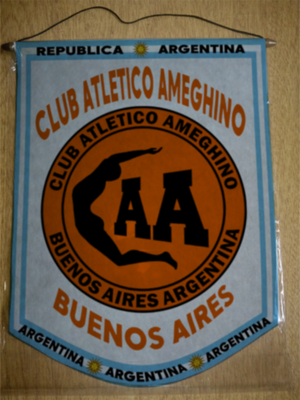 REPUBLICA ARGENTINA
CLUB ATLETICO AMEGHINO
CLUB ATLETICO AMEGHINO
CAA
BUENOS AIRES ARGENTINA
BUENOS AIRES
ARGENTINA ARGENTINA ARGENTINA